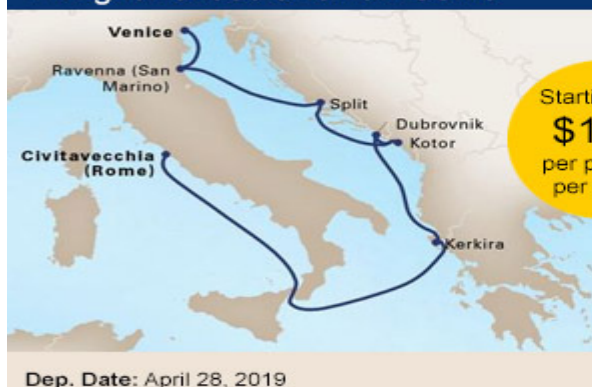 Venice
Ravenna (San
Marino)
Split
Dubrovnik
Kotor
Civitavecchia
(Rome)
Kerkira
Starti
$1
per p
per
Dep. Date: April 28, 2019